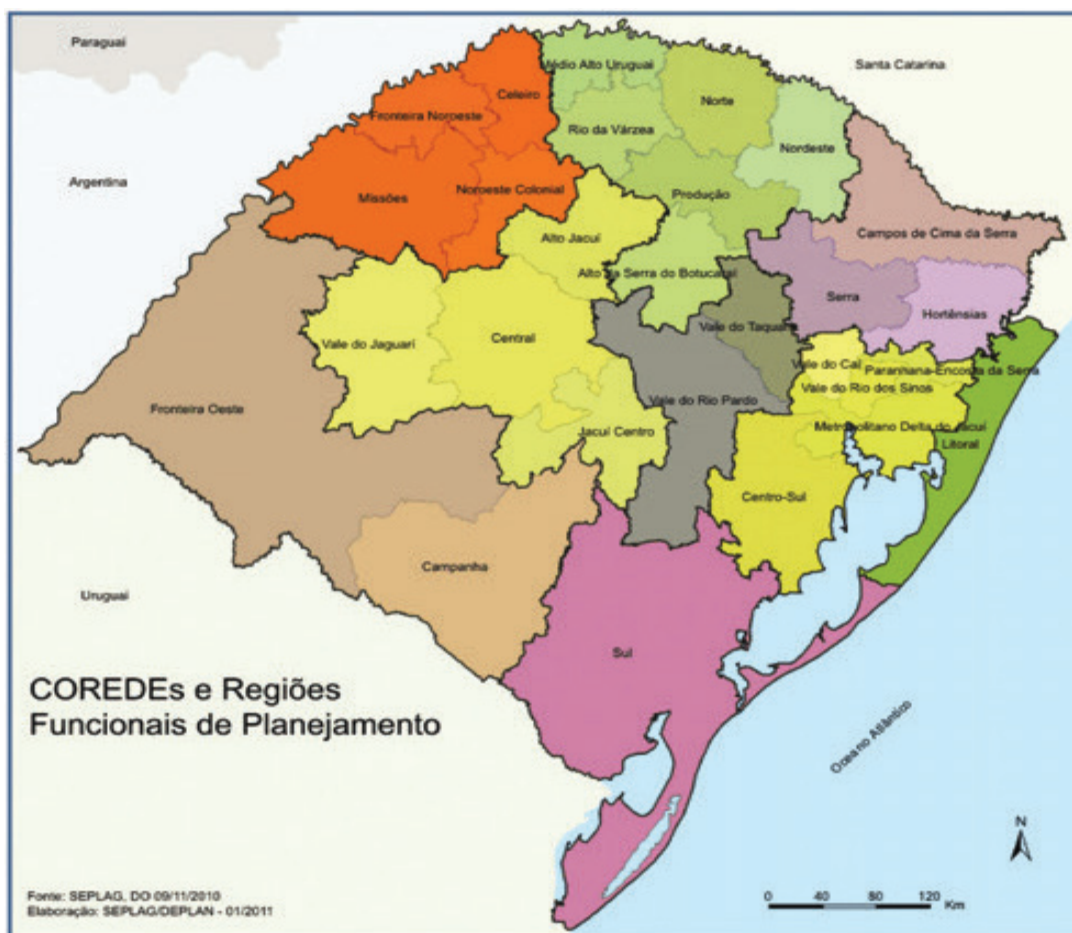 Paraguai
Santa Catarina
Argentina
Médio Alto Uruguai
Celeiro
Norte
Fronteira Noroeste
Rio da Várzea
Nordeste
Noroeste Colonial
Missões
Produção
Alto Jacuí
Campos de Cima da Serra
Alto da Serra do Botucaraí
Serra
Hortênsias
Vale do Taquari
Central
Vale do Jaguari
Vale do Caí
Paranhana-Encosta da Serra
Vale do Rio dos Sinos
Vale do Rio Pardo
Fronteira Oeste
Jacuí Centro
Metropolitano Delta do Jacuí
Litoral
Centro-Sul
Campanha
Uruguai
Sul
COREDEs e Regiões
Funcionais de Planejamento
Oceano Atlântico
N
Fonte: SEPLAG, DO 09/11/2010
Elaboração: SEPLAG/DEPLAN - 01/2011
0 40 80 120
Km